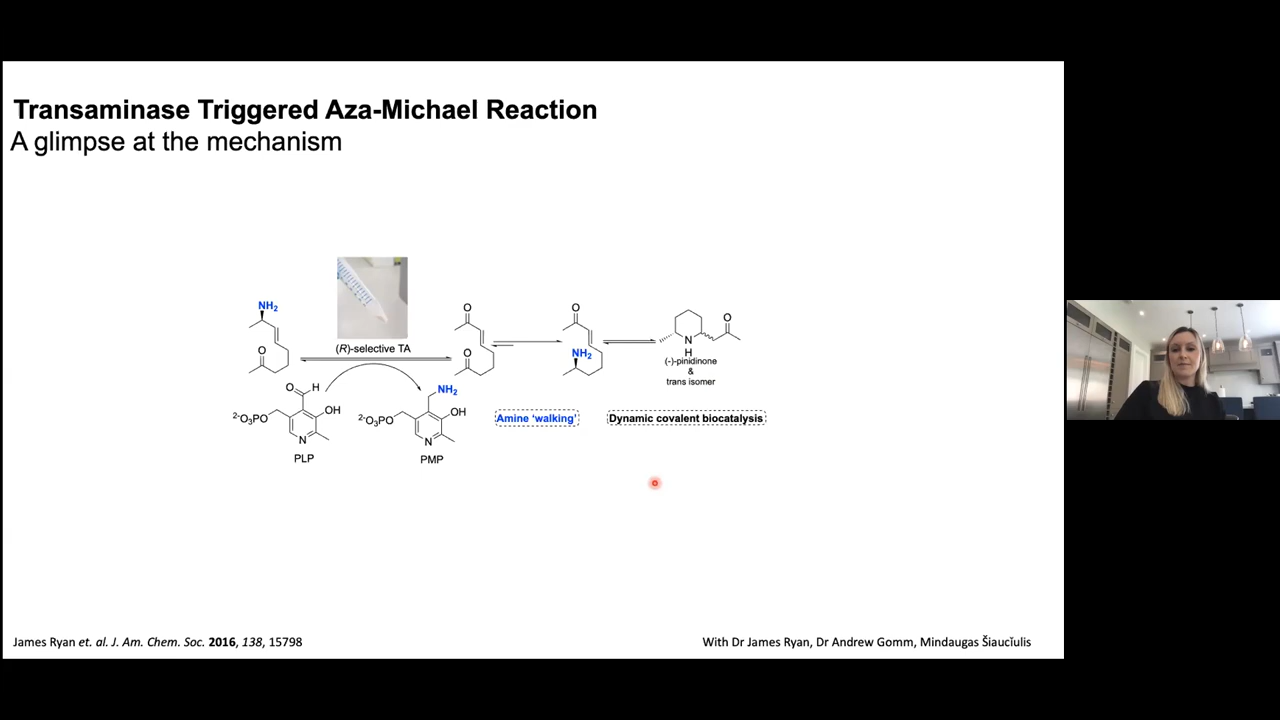 Transaminase Triggered Aza-Michael Reaction
A glimpse at the mechanism
NH2
O
(R)-selective TA
O
O
O
NH2
N
H
O
(-)-pinidinone
&
trans isomer
O
H
2-O3PO
OH
N
PLP
NH2
2-O3PO
OH
N
PMP
Amine 'walking'
Dynamic covalent biocatalysis
James Ryan et. al. J. Am. Chem. Soc. 2016, 138, 15798
With Dr James Ryan, Dr Andrew Gomm, Mindaugas Šiaucĭulis